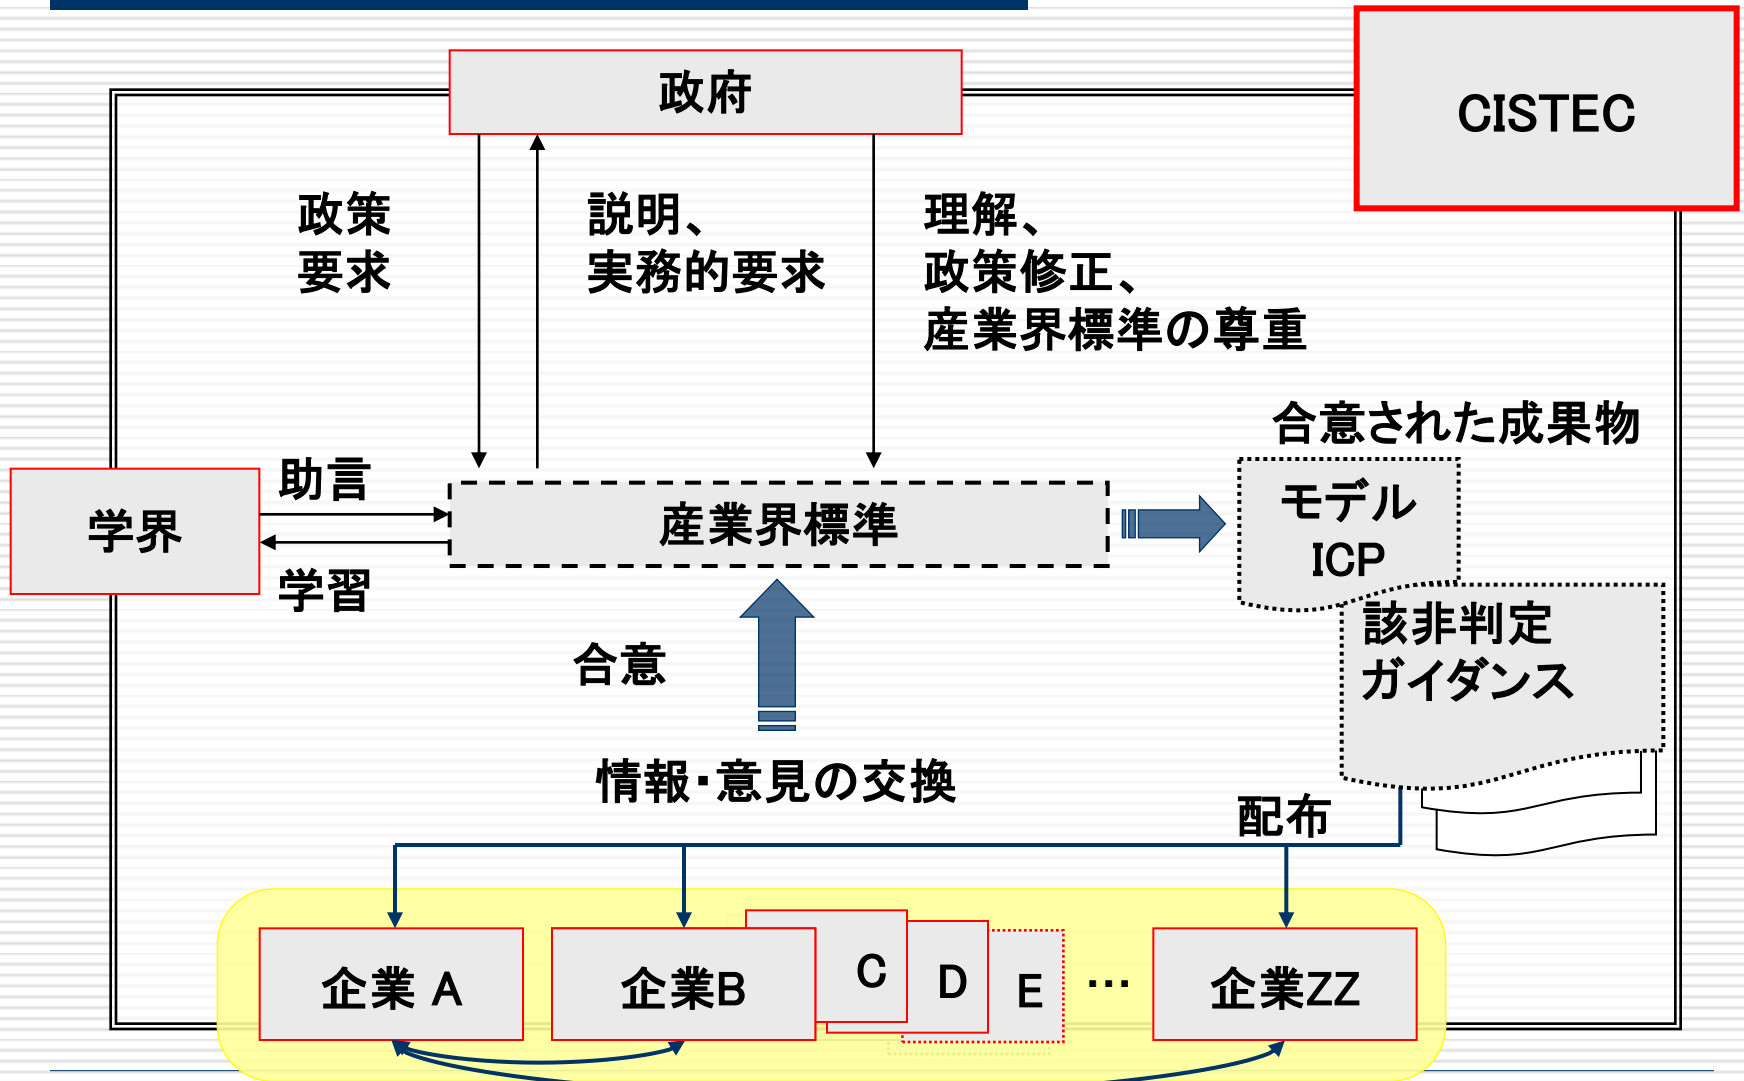 政府
CISTEC
政策
要求
説明、
実務的要求
理解、
政策修正、
産業界標準の尊重
合意された成果物
学界
助言
学習
産業界標準
モデル
ICP
該非判定
ガイダンス
合意
情報・意見の交換
配布
企業 A
企業B
C
D
E
…
企業ZZ